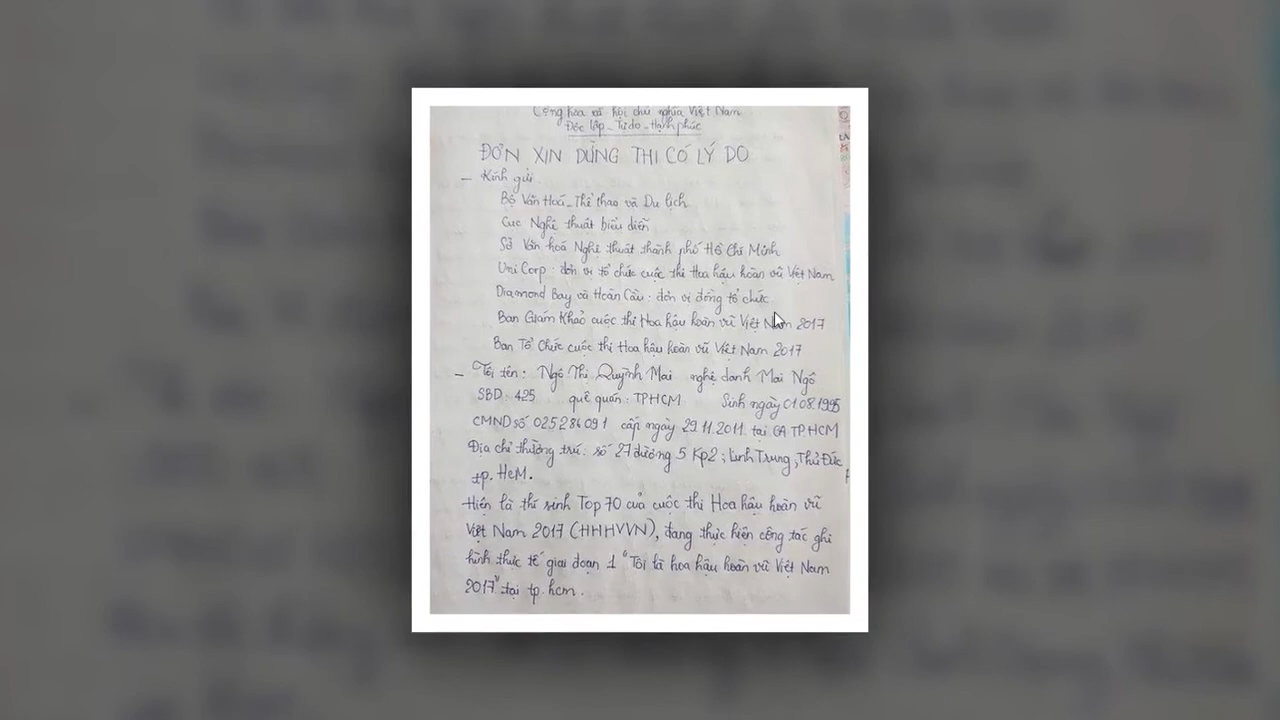 Cộng hòa xã hội chủ nghĩa Việt Nam
Độc lập - Tự do - Hạnh phúc
ĐƠN XIN DỪNG THI CÓ LÝ DO
- Kính gửi
Bộ Văn Hoá - Thể thao và Du lịch
Cục Nghệ thuật biểu diễn
Sở Văn hoá Nghệ thuật thành phố Hồ Chí Minh
Uni Corp : đơn vị tổ chức cuộc thi Hoa hậu hoàn vũ Việt Nam
Diamond Bay và Hoàn Cầu : đơn vị đồng tổ chức
Ban Giám Khảo cuộc thi Hoa hậu hoàn vũ Việt Nam 2017
Ban Tổ Chức cuộc thi Hoa hậu hoàn vũ Việt Nam 2017
- Tôi tên : Ngô Thị Quỳnh Mai nghệ danh Mai Ngô
SBD : 425 quê quán : TPHCM Sinh ngày 01.08.1995
CMND số 025286091 cấp ngày 29.11.2011. tại CA TP.HCM
Địa chỉ thường trú. số 27 đường 5 Kp2 ; Linh Trung, Thủ Đức
tp. HCM.
Hiện là thí sinh Top 70 của cuộc thi Hoa hậu hoàn vũ
Việt Nam 2017 (HHHVVN), đang thực hiện công tác ghi
hình thực tế giai đoạn 1 "Tôi là hoa hậu hoàn vũ Việt Nam
2017" tại tp. hcm.